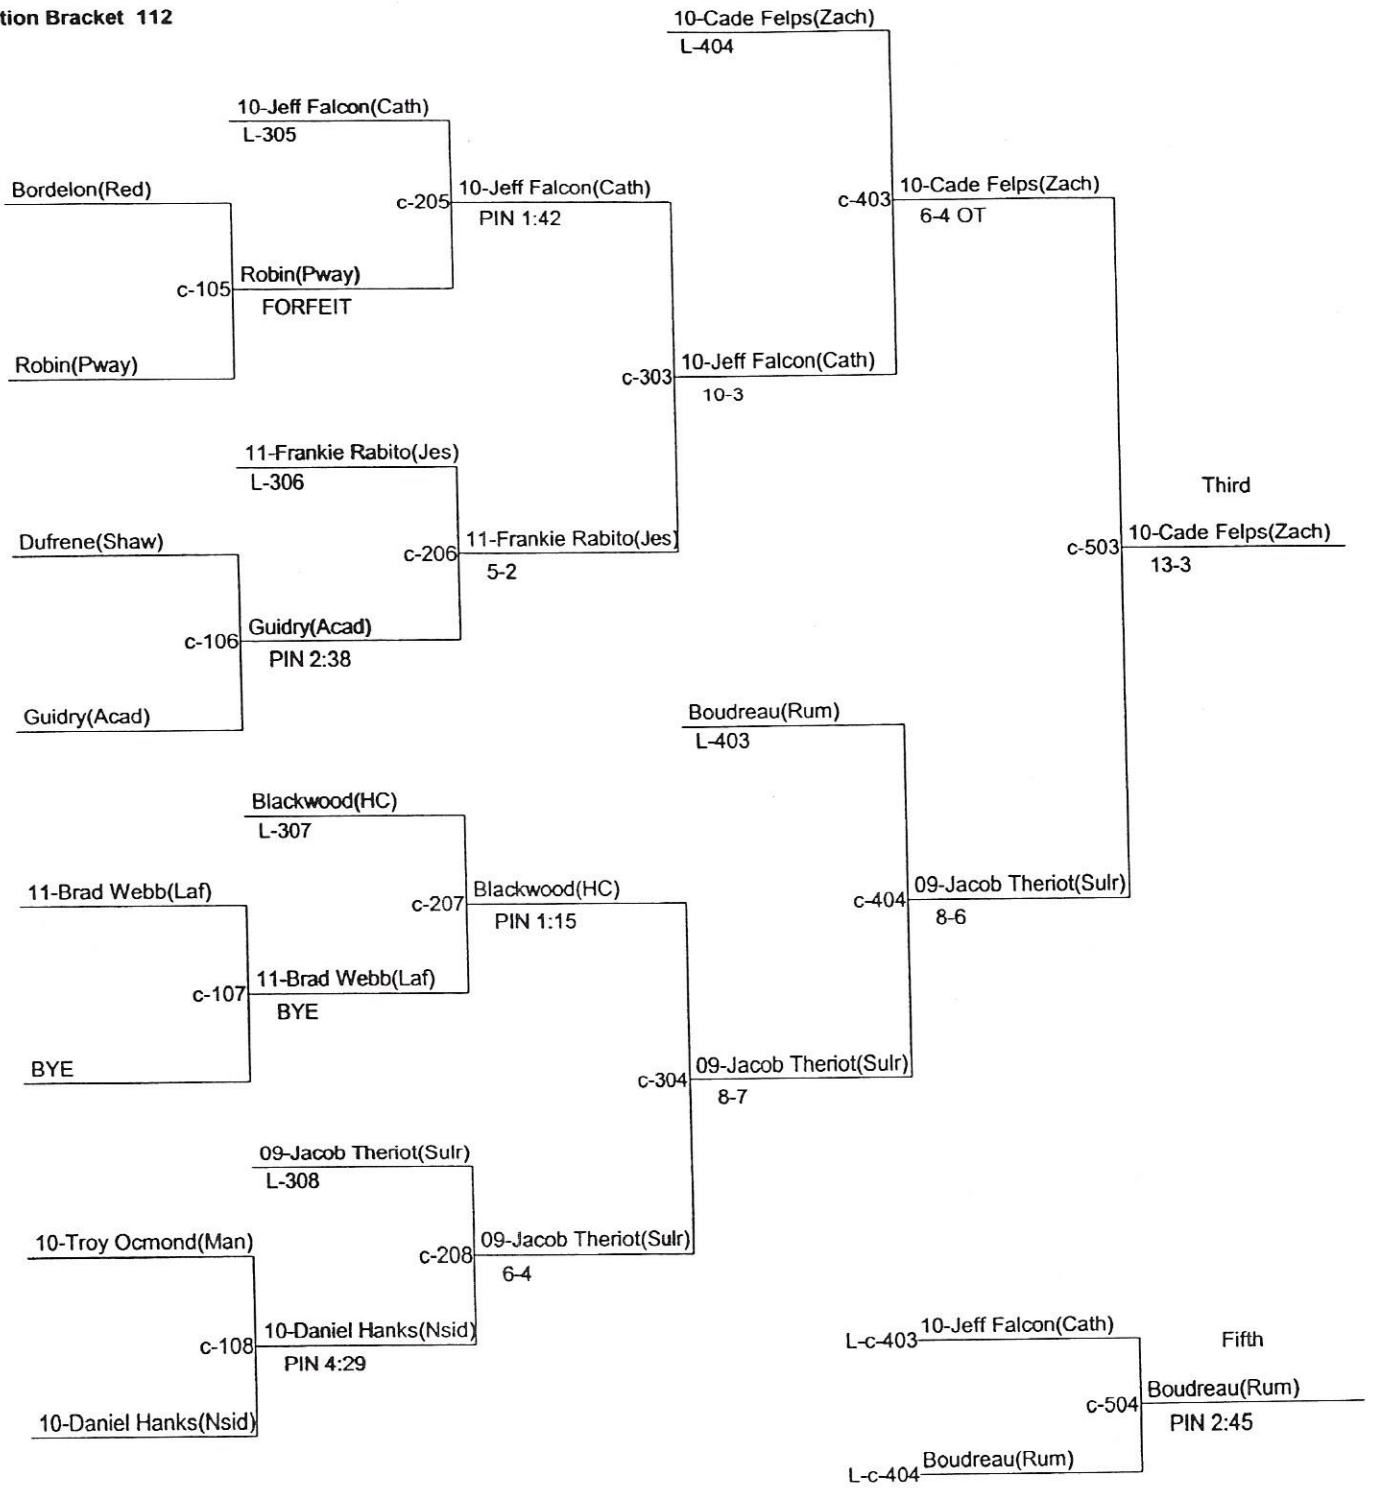 tion Bracket 112
10-Cade Felps(Zach)
L-404
10-Jeff Falcon(Cath)
L-305
Bordelon(Red)
c-205
10-Jeff Falcon(Cath)
PIN 1:42
c-403
10-Cade Felps(Zach)
6-4 OT
c-105
Robin(Pway)
FORFEIT
Robin(Pway)
c-303
10-Jeff Falcon(Cath)
10-3
11-Frankie Rabito(Jes)
L-306
Third
Dufrene(Shaw)
c-206
11-Frankie Rabito(Jes)
5-2
c-503
10-Cade Felps(Zach)
13-3
c-106
Guidry(Acad)
PIN 2:38
Guidry(Acad)
Boudreau(Rum)
L-403
Blackwood(HC)
L-307
11-Brad Webb(Laf)
c-207
Blackwood(HC)
PIN 1:15
c-404
09-Jacob Theriot(Sulr)
8-6
c-107
11-Brad Webb(Laf)
BYE
BYE
c-304
09-Jacob Theriot(Sulr)
8-7
09-Jacob Theriot(Sulr)
L-308
10-Troy Ocmond(Man)
c-208
09-Jacob Theriot(Sulr)
6-4
c-108
10-Daniel Hanks(Nsid)
PIN 4:29
10-Daniel Hanks(Nsid)
L-c-403
10-Jeff Falcon(Cath)
Fifth
c-504
Boudreau(Rum)
PIN 2:45
L-c-404
Boudreau(Rum)